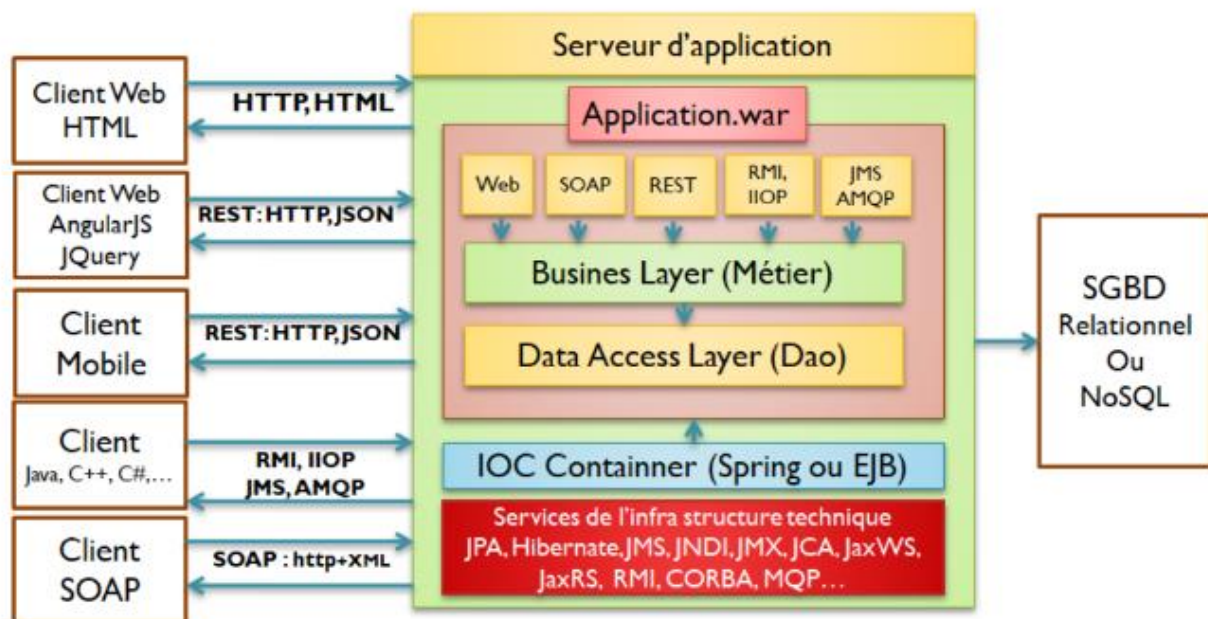 Client Web
HTML
HTTP, HTML
Client Web
AngularJS
JQuery
REST: HTTP, JSON
Client
Mobile
REST: HTTP, JSON
Client
Java, C++, C#,…
RMI, IIOP
JMS, AMQP
Client
SOAP
SOAP : http+XML
Serveur d'application
Application.war
Web
SOAP
REST
RMI,
IIOP
JMS
AMQP
Busines Layer (Métier)
Data Access Layer (Dao)
IOC Containner (Spring ou EJB)
Services de l'infra structure technique
JPA, Hibernate, JMS, JNDI, JMX, JCA, JaxWS,
JaxRS, RMI, CORBA, MQP…
SGBD
Relationnel
Ou
NoSQL